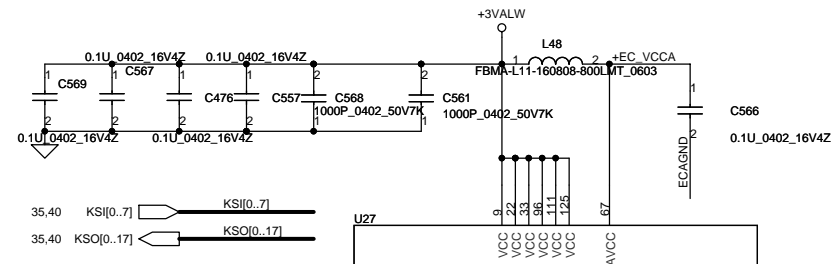 +3VALW
L48
1 2 +EC_VCCA
FBMA-L11-160808-800LMT_0603
0.1U_0402_16V4Z 0.1U_0402_16V4Z
1 1 1 1 2 2 1
C569 C567 C476 C557 C568 C561 C566
1000P_0402_50V7K 1000P_0402_50V7K
2 2 2 2 1 1 2
0.1U_0402_16V4Z 0.1U_0402_16V4Z 0.1U_0402_16V4Z
ECAGND
35,40 KSI[0..7] KSI[0..7]
35,40 KSO[0..17] KSO[0..17]
U27
9 22 33 96 111 125 67
VCC VCC VCC VCC VCC VCC AVCC